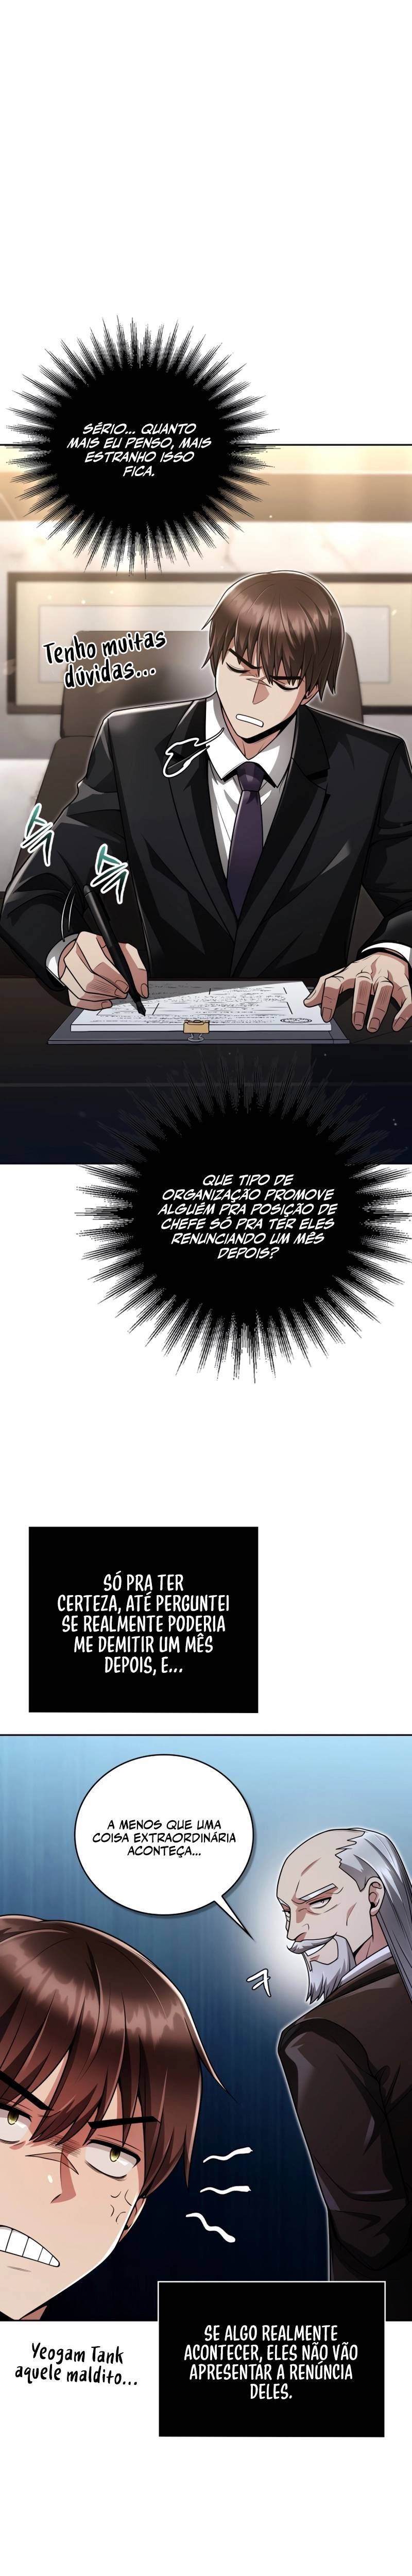 SÉRIO... QUANTO
MAIS EU PENSO, MAIS
ESTRANHO ISSO
FICA.
Tenho muitas
dúvidas...
QUE TIPO DE
ORGANIZAÇÃO PROMOVE
ALGUÉM PRA POSIÇÃO DE
CHEFE SÓ PRA TER ELES
RENUNCIANDO UM MÊS
DEPOIS?
SÓ PRA TER
CERTEZA, ATÉ PERGUNTEI
SE REALMENTE PODERIA
ME DEMITIR UM MÊS
DEPOIS, E...
A MENOS QUE UMA
COISA EXTRAORDINÁRIA
ACONTEÇA...
SE ALGO REALMENTE
ACONTECER, ELES NÃO VÃO
APRESENTAR A RENÚNCIA
DELES.
Yeogam Tank
aquele maldito...